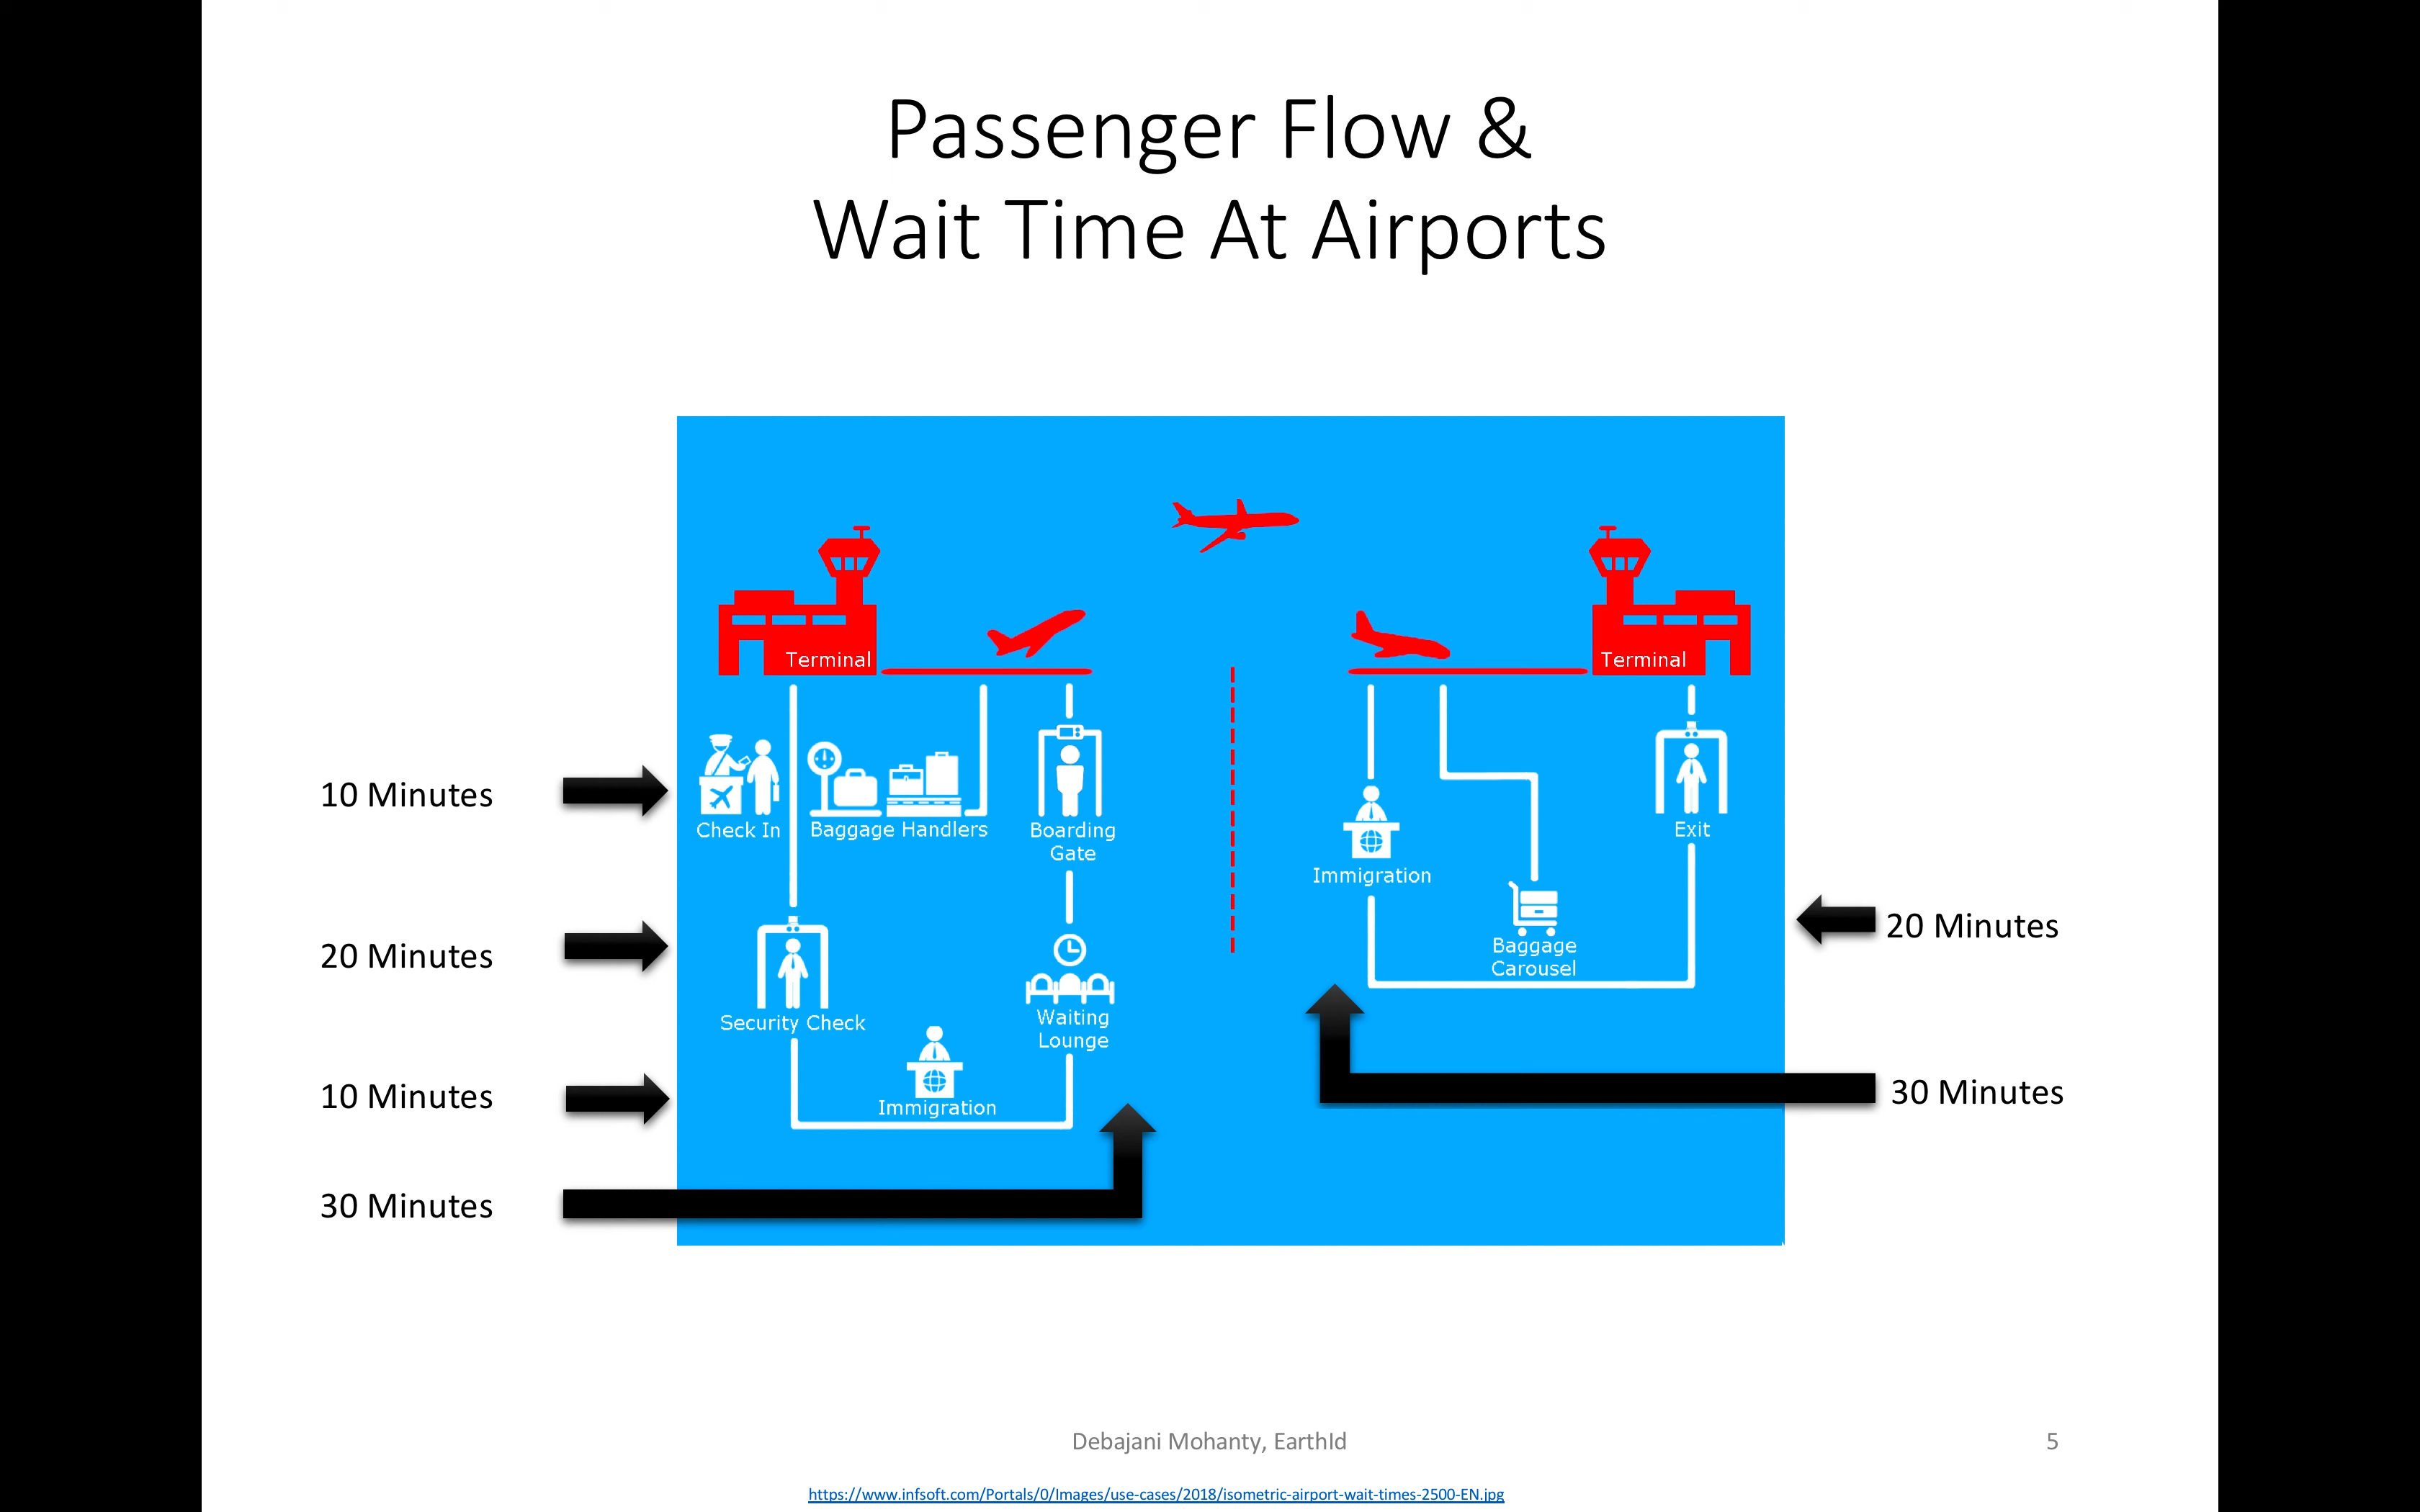 Passenger Flow &
Wait Time At Airports
Terminal
Terminal
10 Minutes
Check In
Baggage Handlers
Boarding
Gate
Exit
Immigration
20 Minutes
20 Minutes
Baggage
Carousel
Security Check
Waiting
Lounge
10 Minutes
Immigration
30 Minutes
30 Minutes
Debajani Mohanty, EarthId
5
https://www.infsoft.com/Portals/0/Images/use-cases/2018/isometric-airport-wait-times-2500-EN.jpg